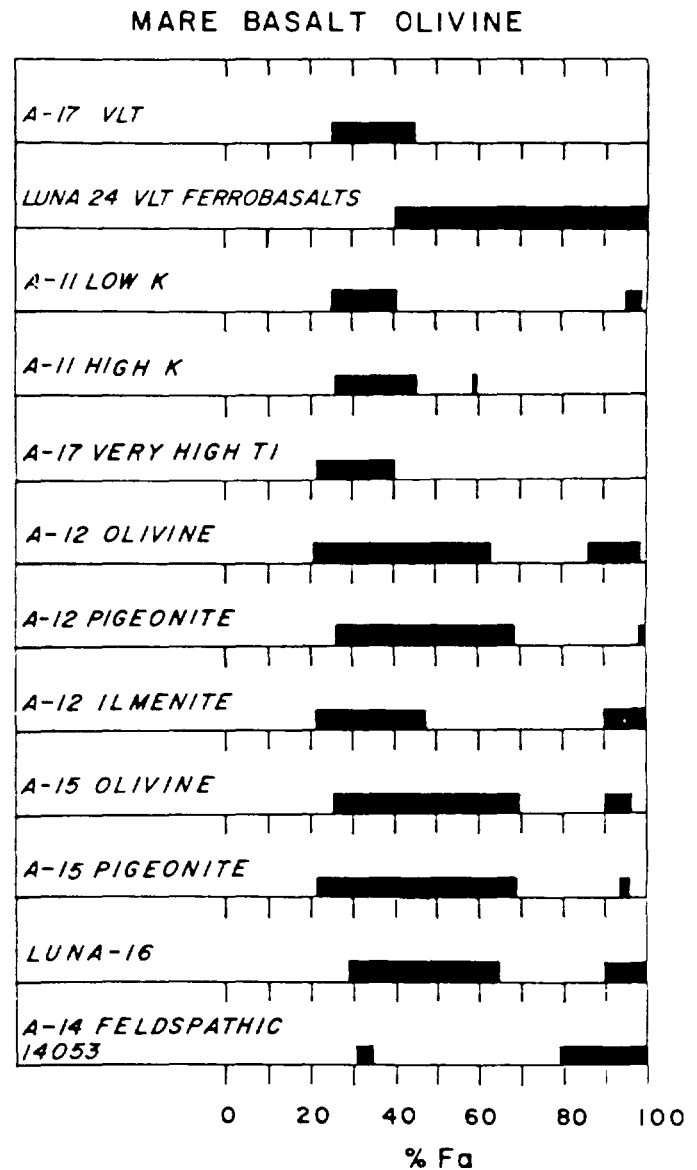 MARE BASALT OLIVINE
A-17 VLT
LUNA 24 VLT FERROBASALTS
A-11 LOW K
A-11 HIGH K
A-17 VERY HIGH TI
A-12 OLIVINE
A-12 PIGEONITE
A-12 ILMENITE
A-15 OLIVINE
A-15 PIGEONITE
LUNA-16
A-14 FELDSPATHIC
14053
0 20 40 60 80 100
% Fa